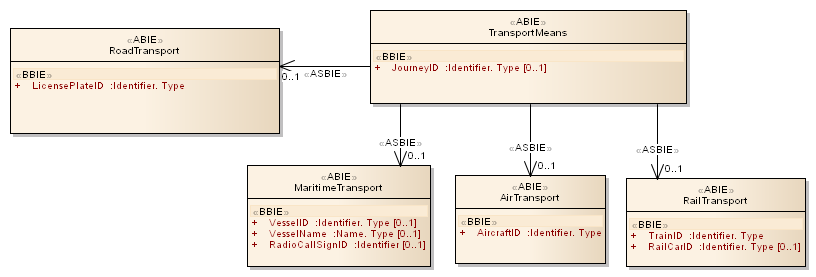 «ABIE»
RoadTransport
«BBIE»
+ LicensePlateID :Identifier. Type
«ABIE»
TransportMeans
«BBIE»
+ JourneyID :Identifier. Type [0..1]
0..1
«ASBIE»
«ASBIE»
0..1
«ASBIE»
0..1
«ASBIE»
0..1
«ABIE»
MaritimeTransport
«BBIE»
+ VesselID :Identifier. Type [0..1]
+ VesselName :Name. Type [0..1]
+ RadioCallSignID :Identifier [0..1]
«ABIE»
AirTransport
«BBIE»
+ AircraftID :Identifier. Type
«ABIE»
RailTransport
«BBIE»
+ TrainID :Identifier. Type
+ RailCarID :Identifier. Type [0..1]